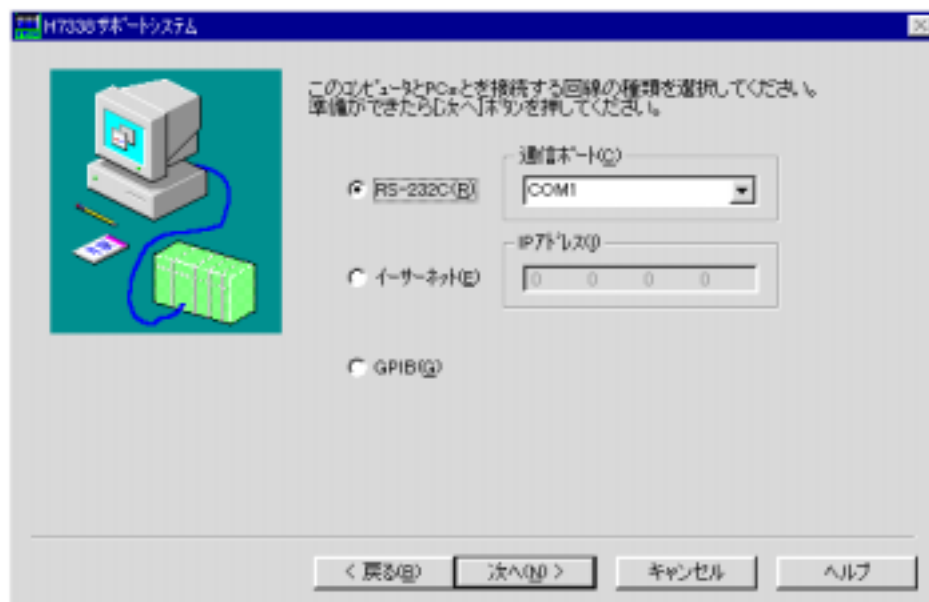 H7338サポートシステム
このコンピュータとPCsとを接続する回線の種類を選択してください。
準備ができたら[次へ]ボタンを押してください。
通信ポート(C)
RS-232C(R)
COM1
IPアドレス(I)
イーサーネット(E)
0 0 0 0
GPIB(G)
< 戻る(B)
次へ(N) >
キャンセル
ヘルプ